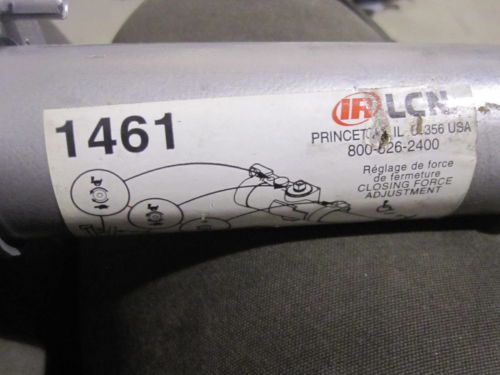 1461
IR LCN
PRINCETON, IL 61356 USA
800-526-2400
Réglage de force
de fermeture
CLOSING FORCE
ADJUSTMENT